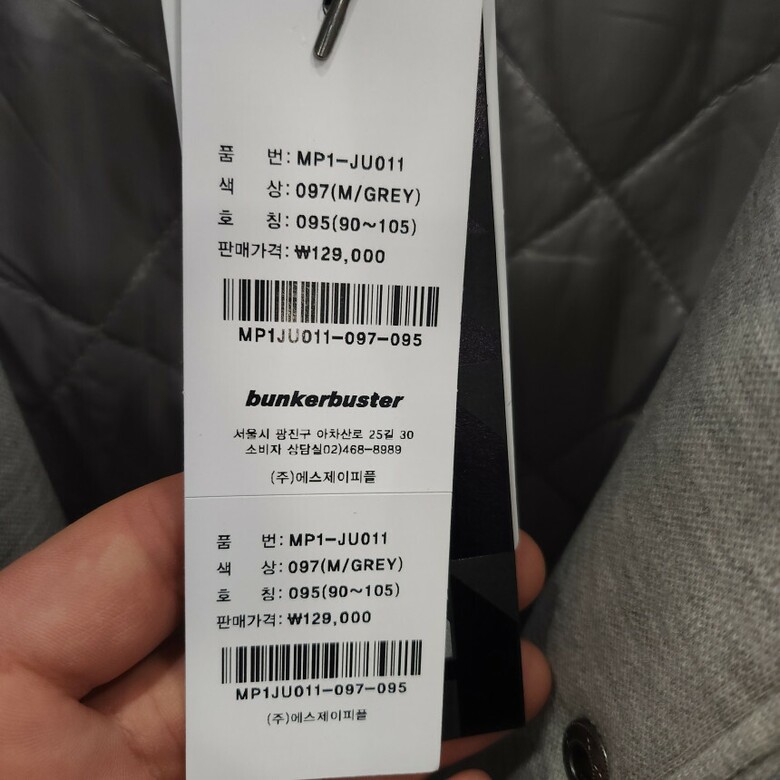 품 번: MP1-JU011
색 상: 097(M/GREY)
호 칭: 095(90~105)
판매가격: ₩129,000
MP1JU011-097-095
bunkerbuster
서울시 광진구 아차산로 25길 30
소비자 상담실02)468-8989
(주)에스제이피플
품 번: MP1-JU011
색 상: 097(M/GREY)
호 칭: 095(90~105)
판매가격: ₩129,000
MP1JU011-097-095
(주)에스제이피플